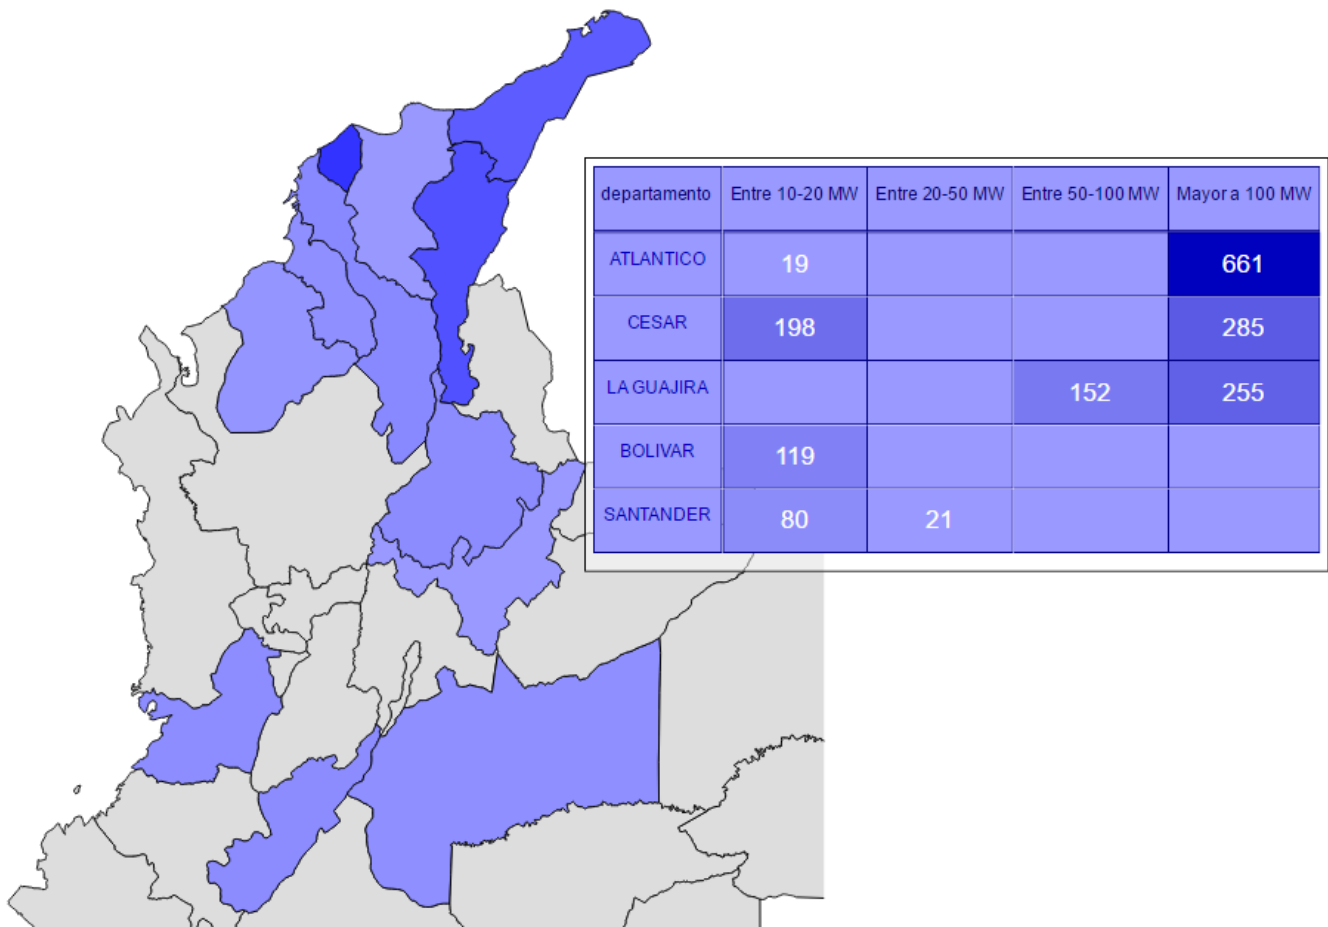 departamento Entre 10-20 MW Entre 20-50 MW Entre 50-100 MW Mayor a 100 MW
ATLANTICO 19 661
CESAR 198 285
LA GUAJIRA 152 255
BOLIVAR 119
SANTANDER 80 21